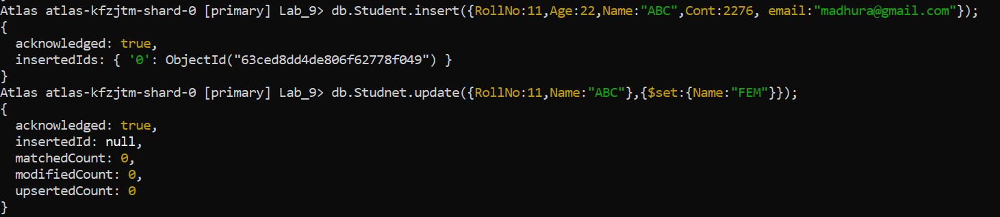 Atlas atlas-kfzjtm-shard-0 [primary] Lab_9> db.Student.insert({RollNo:11,Age:22,Name:"ABC",Cont:2276, email:"madhura@gmail.com"});
{
  acknowledged: true,
  insertedIds: { '0': ObjectId("63ced8dd4de806f62778f049") }
}
Atlas atlas-kfzjtm-shard-0 [primary] Lab_9> db.Studnet.update({RollNo:11,Name:"ABC"},{$set:{Name:"FEM"}});
{
  acknowledged: true,
  insertedId: null,
  matchedCount: 0,
  modifiedCount: 0,
  upsertedCount: 0
}